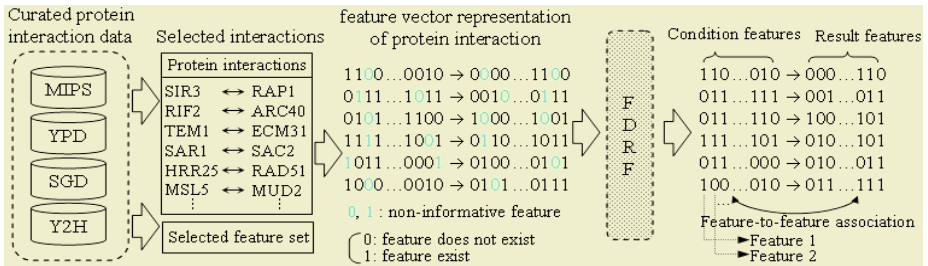 Curated protein
interaction data
MIPS
YPD
SGD
Y2H
Selected interactions
Protein interactions
SIR3 ↔ RAP1
RIF2 ↔ ARC40
TEM1 ↔ ECM31
SAR1 ↔ SAC2
HRR25 ↔ RAD51
MSL5 ↔ MUD2
⋮ ⋮
Selected feature set
feature vector representation
of protein interaction
1100...0010 → 0000...1100
0111...1011 → 0010...0111
0101...1100 → 1000...1001
1111...1001 → 0110...1011
1011...0001 → 0100...0101
1000...0010 → 0101...0111
0, 1 : non-informative feature
0: feature does not exist
1: feature exist
F
D
R
F
Condition features Result features
110...010 → 000...110
011...111 → 001...011
011...110 → 100...101
111...101 → 010...011
011...000 → 010...011
100...010 → 011...111
...
Feature-to-feature association
Feature 1
Feature 2